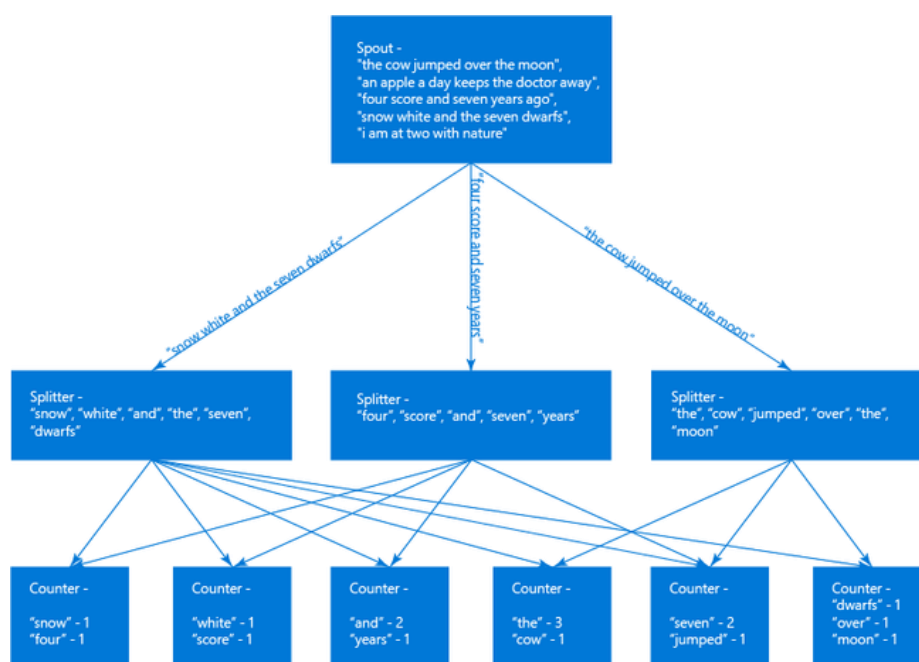 Spout -
"the cow jumped over the moon",
"an apple a day keeps the doctor away",
"four score and seven years ago",
"snow white and the seven dwarfs",
"i am at two with nature"
"snow white and the seven dwarfs"
"four score and seven years"
"the cow jumped over the moon"
Splitter -
"snow", "white", "and", "the", "seven",
"dwarfs"
Splitter -
"four", "score", "and", "seven", "years"
Splitter -
"the", "cow", "jumped", "over", "the",
"moon"
Counter -
"snow" - 1
"four" - 1
Counter -
"white" - 1
"score" - 1
Counter -
"and" - 2
"years" - 1
Counter -
"the" - 3
"cow" - 1
Counter -
"seven" - 2
"jumped" - 1
Counter -
"dwarfs" - 1
"over" - 1
"moon" - 1